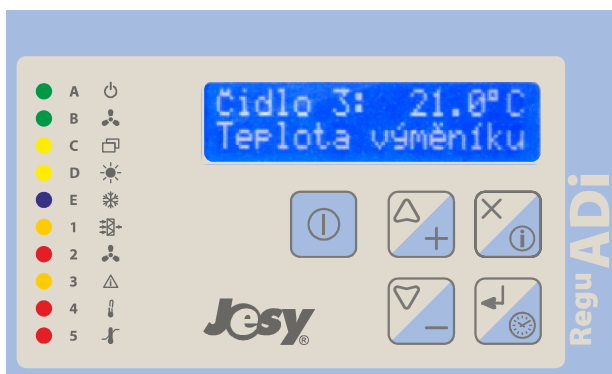 A
B
C
D
E
1
2
3
4
5
Čidlo 3: 21.0°C
Teplota výměníku
Jesy®
Regu ADi